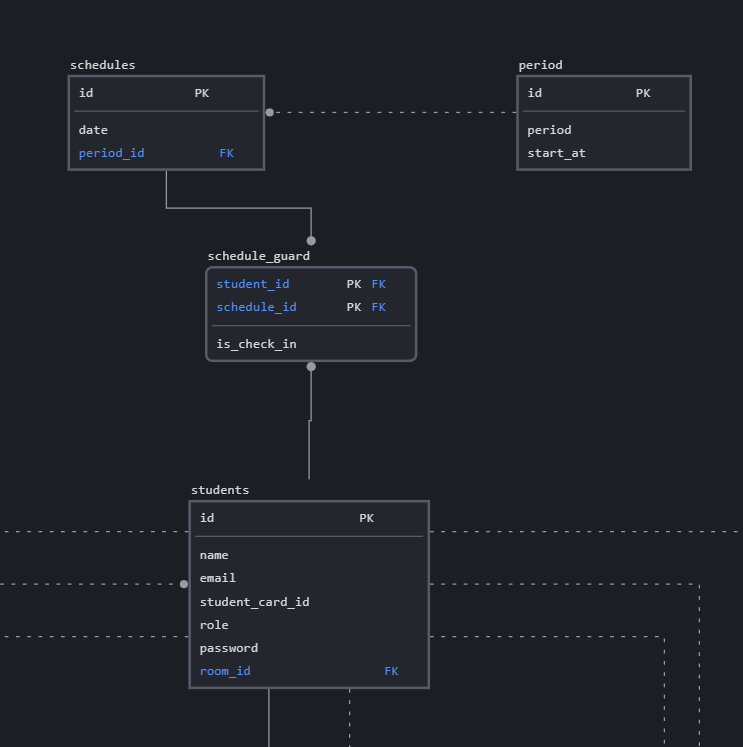 schedules
id PK
date
period_id FK
period
id PK
period
start_at
schedule_guard
student_id PK FK
schedule_id PK FK
is_check_in
students
id PK
name
email
student_card_id
role
password
room_id FK